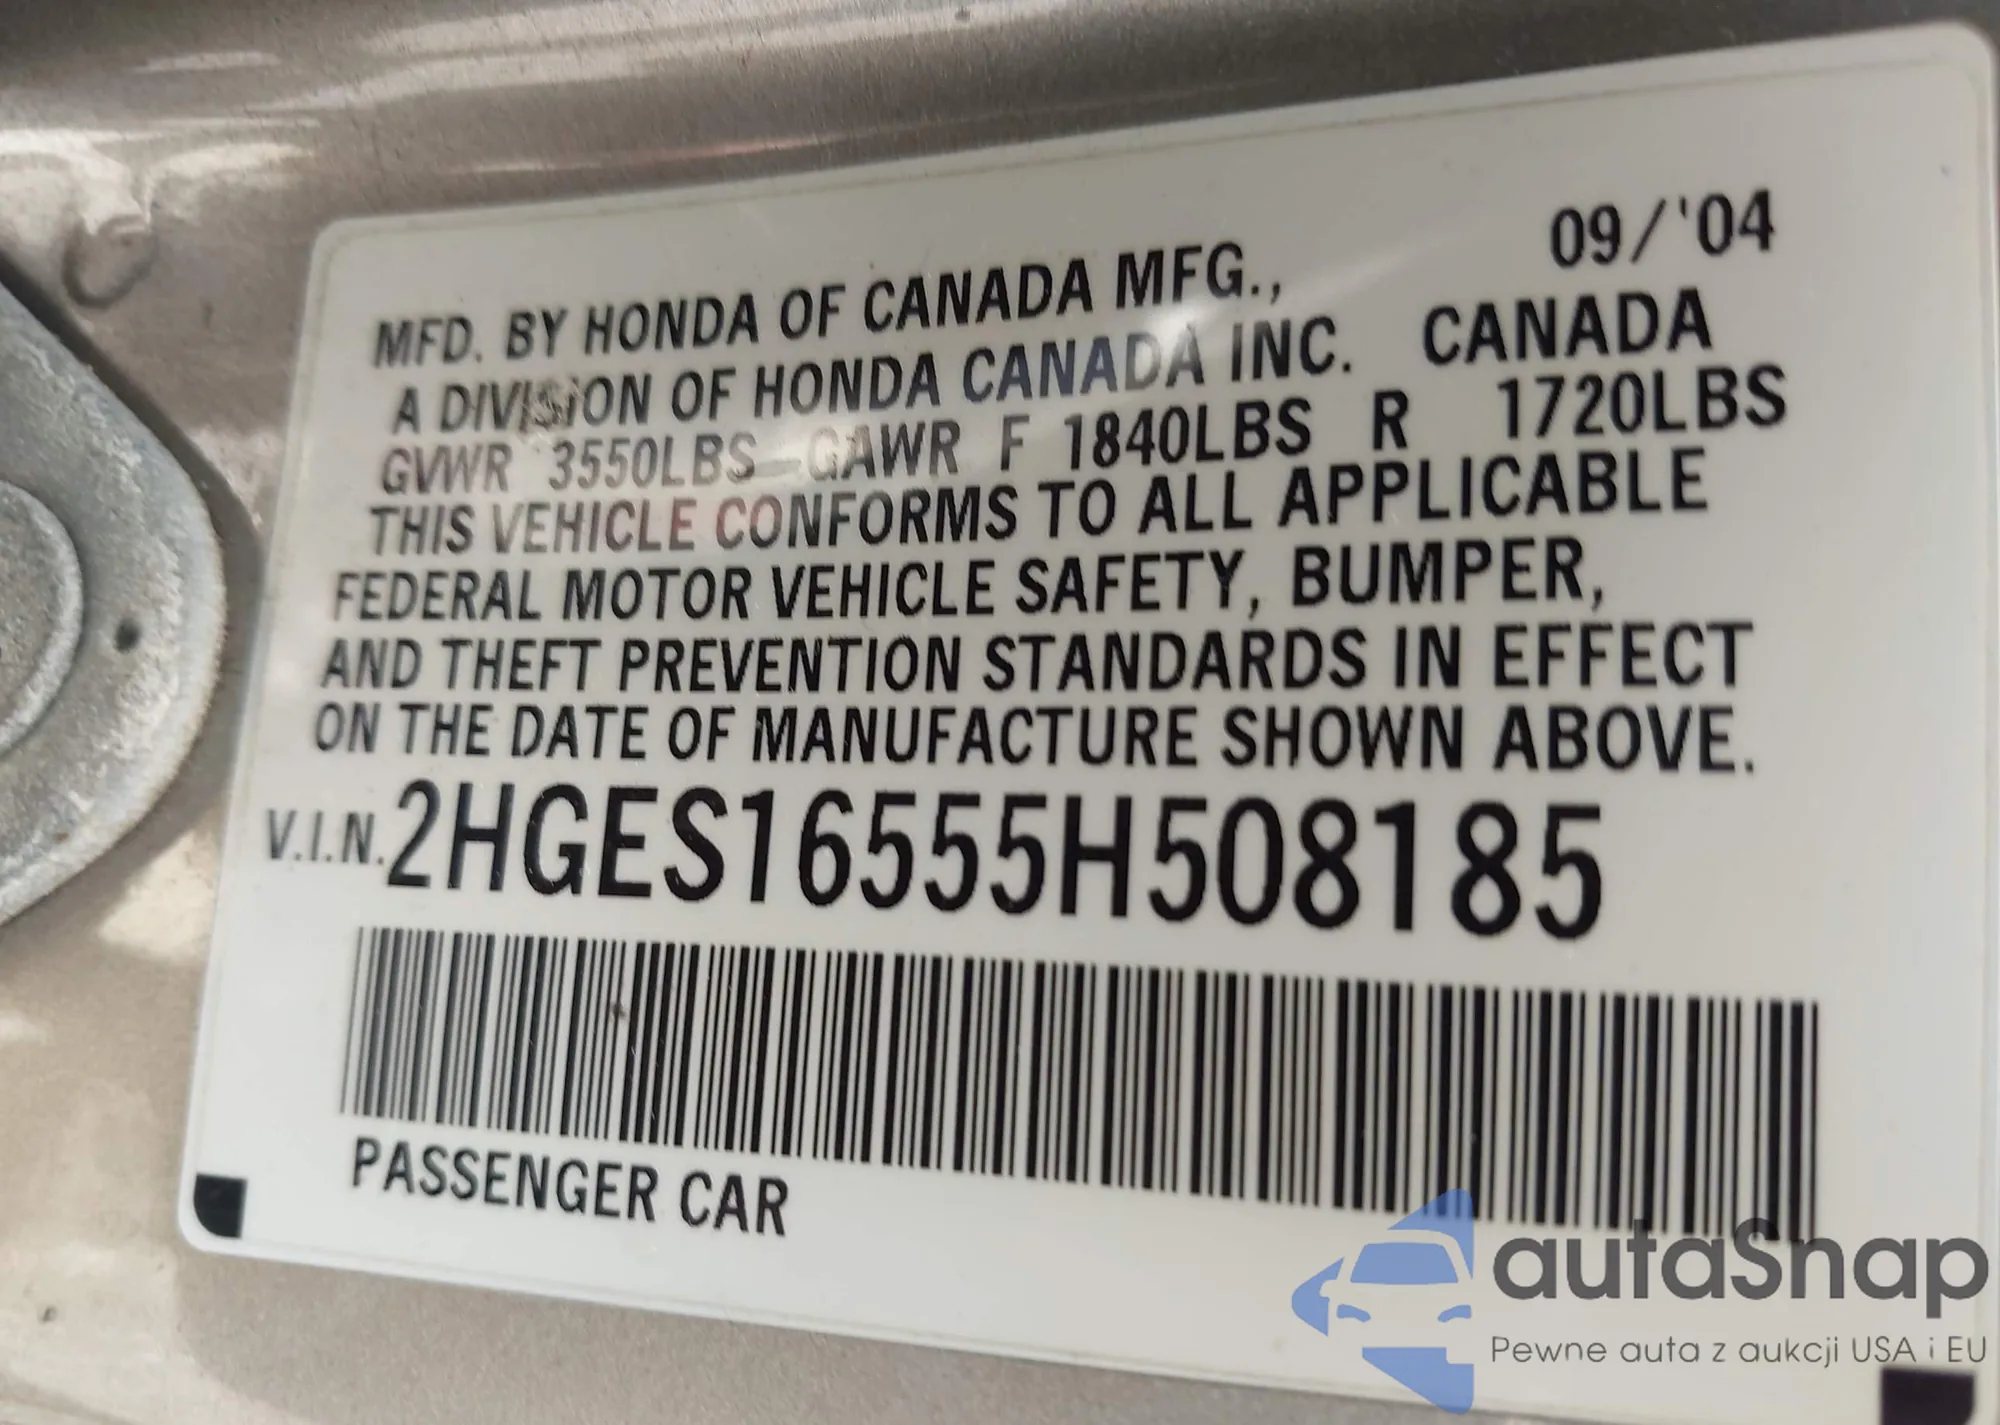 09/'04
MFD. BY HONDA OF CANADA MFG.,
A DIVISION OF HONDA CANADA INC. CANADA
GVWR 3550LBS GAWR F 1840LBS R 1720LBS
THIS VEHICLE CONFORMS TO ALL APPLICABLE
FEDERAL MOTOR VEHICLE SAFETY, BUMPER,
AND THEFT PREVENTION STANDARDS IN EFFECT
ON THE DATE OF MANUFACTURE SHOWN ABOVE.
V.I.N. 2HGES16555H508185
PASSENGER CAR
autaSnap
Pewne auta z aukcji USA i EU